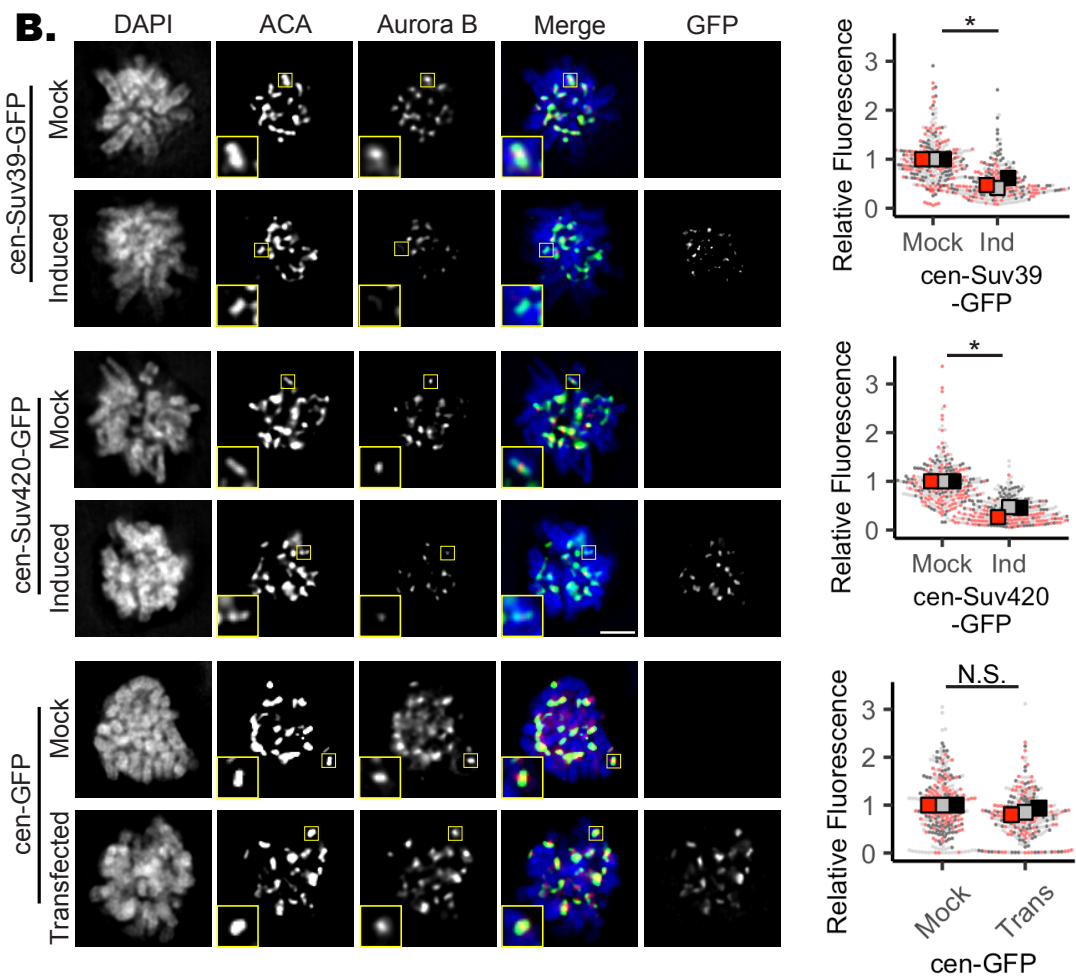 B.
DAPI ACA Aurora B Merge GFP
cen-Suv39-GFP
Mock
Induced
cen-Suv420-GFP
Mock
Induced
cen-GFP
Mock
Transfected
*
Relative Fluorescence
3
2
1
0
Mock Ind
cen-Suv39
-GFP
*
Relative Fluorescence
3
2
1
0
Mock Ind
cen-Suv420
-GFP
N.S.
Relative Fluorescence
3
2
1
0
Mock Trans
cen-GFP